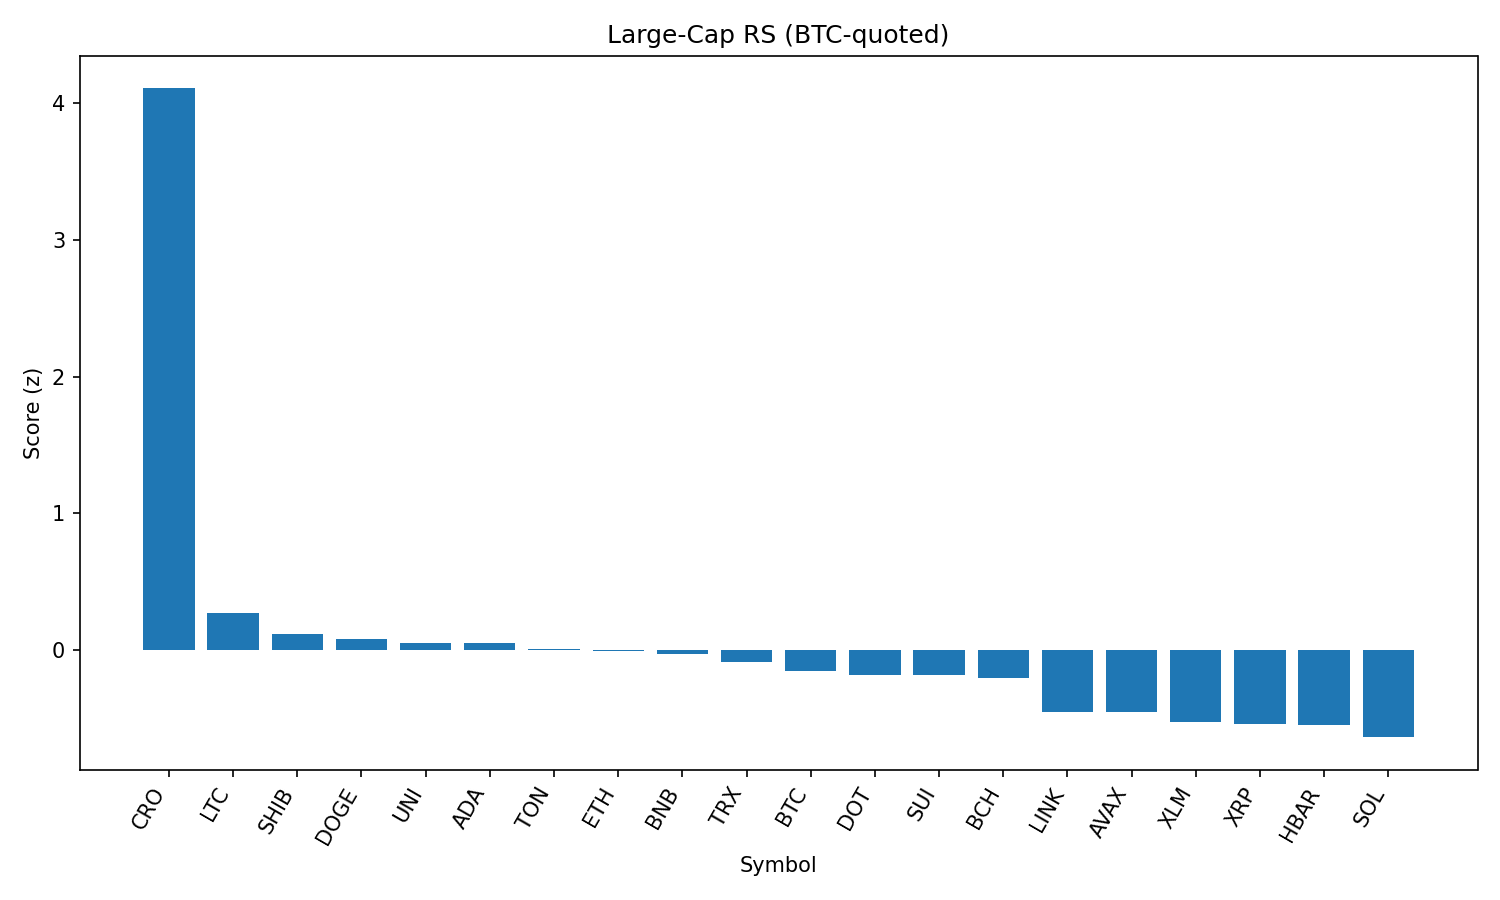 Large-Cap RS (BTC-quoted)
Score (z)
4
3
2
1
0
CRO
LTC
SHIB
DOGE
UNI
ADA
TON
ETH
BNB
TRX
BTC
DOT
SUI
BCH
LINK
AVAX
XLM
XRP
HBAR
SOL
Symbol